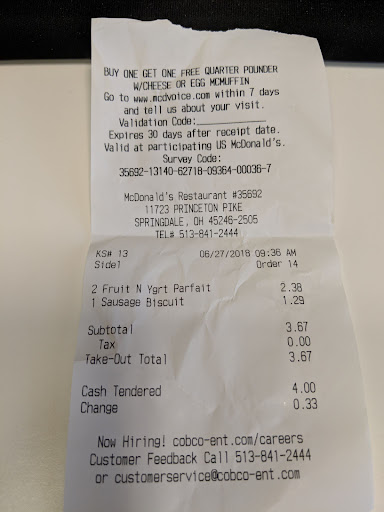 BUY ONE GET ONE FREE QUARTER POUNDER
W/CHEESE OR EGG MCMUFFIN
Go to www.mcdvoice.com within 7 days
and tell us about your visit.
Validation Code:____________
Expires 30 days after receipt date.
Valid at participating US McDonald's.
Survey Code:
35692-13140-62718-09364-00036-7
McDonald's Restaurant #35692
11723 PRINCETON PIKE
SPRINGDALE, OH 45246-2505
TEL# 513-841-2444
KS# 13 06/27/2018 09:36 AM
Side1 Order 14
2 Fruit N Ygrt Parfait 2.38
1 Sausage Biscuit 1.29
Subtotal 3.67
Tax 0.00
Take-Out Total 3.67
Cash Tendered 4.00
Change 0.33
Now Hiring! cobco-ent.com/careers
Customer Feedback Call 513-841-2444
or customerservice@cobco-ent.com